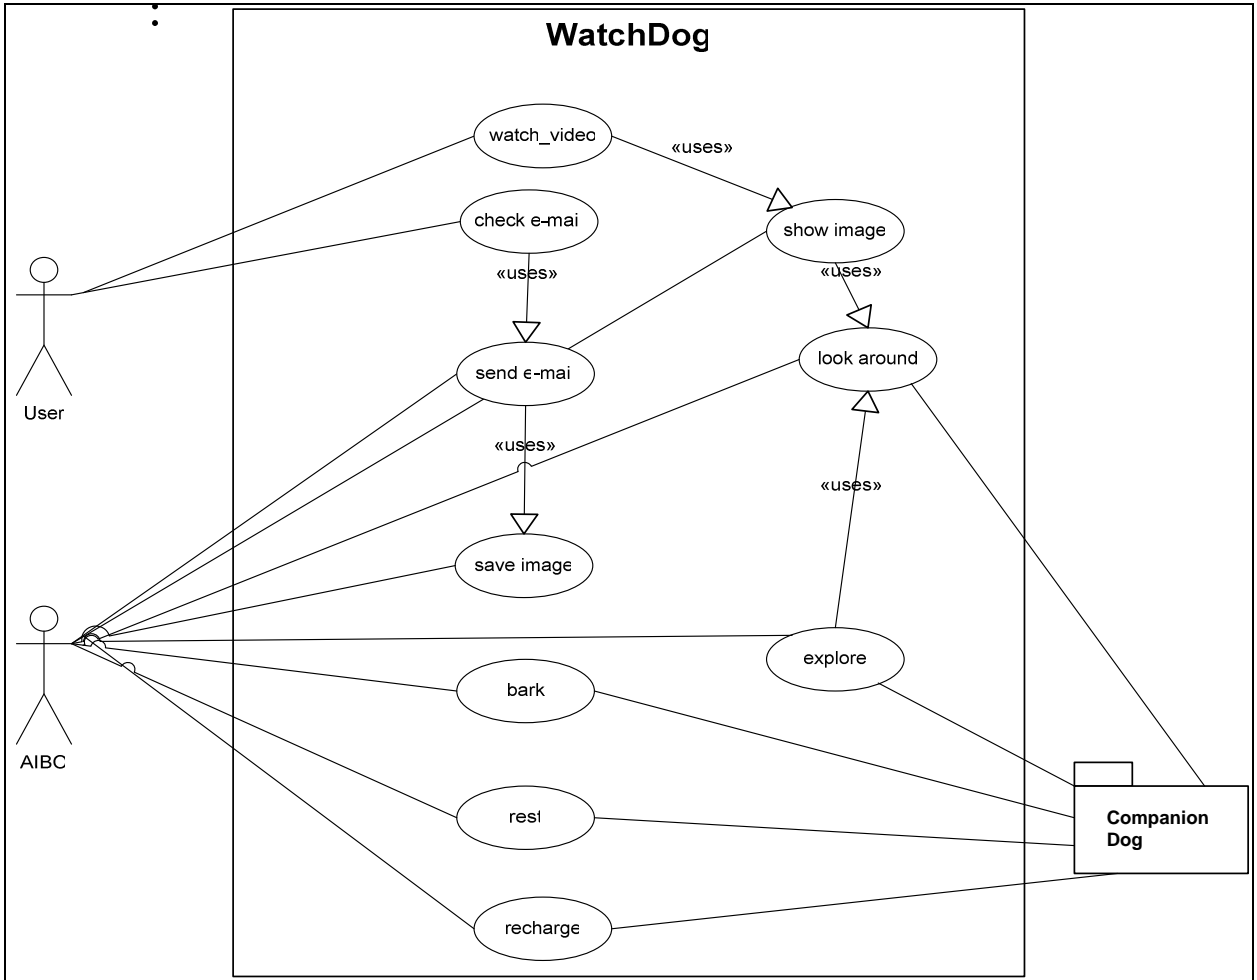 WatchDog
watch_video
«uses»
check e-mai
show image
«uses»
«uses»
send e-mai
look around
User
«uses»
«uses»
save image
explore
bark
AIBO
rest
Companion
Dog
recharge